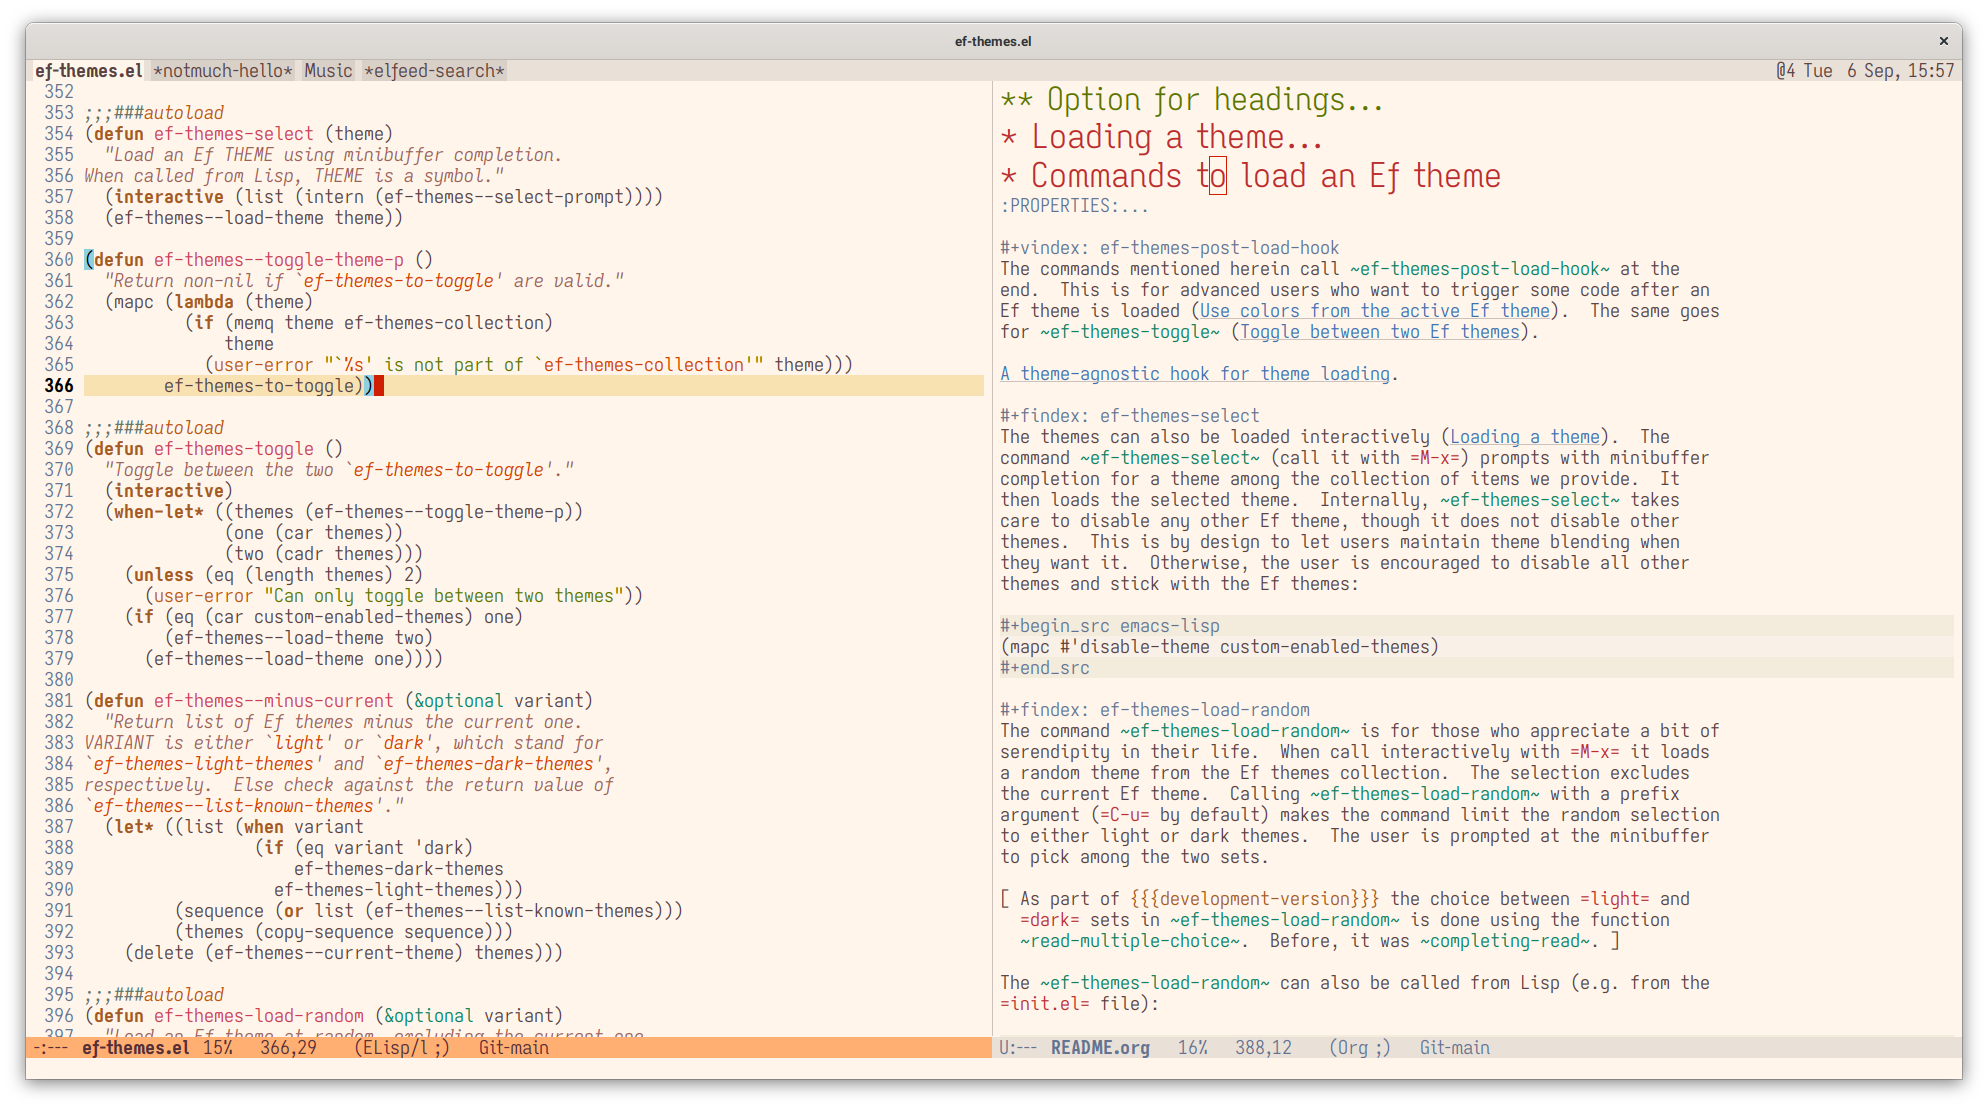 ef-themes.el
ef-themes.el *notmuch-hello* Music *elfeed-search* @4 Tue  6 Sep, 15:57
352
353 ;;;###autoload
354 (defun ef-themes-select (theme)
355   "Load an Ef THEME using minibuffer completion.
356 When called from Lisp, THEME is a symbol."
357   (interactive (list (intern (ef-themes--select-prompt))))
358   (ef-themes--load-theme theme))
359
360 (defun ef-themes--toggle-theme-p ()
361   "Return non-nil if `ef-themes-to-toggle' are valid."
362   (mapc (lambda (theme)
363           (if (memq theme ef-themes-collection)
364               theme
365             (user-error "`%s' is not part of `ef-themes-collection'" theme)))
366         ef-themes-to-toggle))
367
368 ;;;###autoload
369 (defun ef-themes-toggle ()
370   "Toggle between the two `ef-themes-to-toggle'."
371   (interactive)
372   (when-let* ((themes (ef-themes--toggle-theme-p))
373               (one (car themes))
374               (two (cadr themes)))
375     (unless (eq (length themes) 2)
376       (user-error "Can only toggle between two themes"))
377     (if (eq (car custom-enabled-themes) one)
378         (ef-themes--load-theme two)
379       (ef-themes--load-theme one))))
380
381 (defun ef-themes--minus-current (&optional variant)
382   "Return list of Ef themes minus the current one.
383 VARIANT is either `light' or `dark', which stand for
384 `ef-themes-light-themes' and `ef-themes-dark-themes',
385 respectively.  Else check against the return value of
386 `ef-themes--list-known-themes'."
387   (let* ((list (when variant
388                  (if (eq variant 'dark)
389                      ef-themes-dark-themes
390                    ef-themes-light-themes)))
391          (sequence (or list (ef-themes--list-known-themes)))
392          (themes (copy-sequence sequence)))
393     (delete (ef-themes--current-theme) themes)))
394
395 ;;;###autoload
396 (defun ef-themes-load-random (&optional variant)
397   "Load an Ef theme at random, excluding the current one.
-:---  ef-themes.el  15%   366,29    (ELisp/l ;)   Git-main
** Option for headings...
* Loading a theme...
* Commands to load an Ef theme
:PROPERTIES:...
#+vindex: ef-themes-post-load-hook
The commands mentioned herein call ~ef-themes-post-load-hook~ at the
end.  This is for advanced users who want to trigger some code after an
Ef theme is loaded (Use colors from the active Ef theme).  The same goes
for ~ef-themes-toggle~ (Toggle between two Ef themes).
A theme-agnostic hook for theme loading.
#+findex: ef-themes-select
The themes can also be loaded interactively (Loading a theme).  The
command ~ef-themes-select~ (call it with =M-x=) prompts with minibuffer
completion for a theme among the collection of items we provide.  It
then loads the selected theme.  Internally, ~ef-themes-select~ takes
care to disable any other Ef theme, though it does not disable other
themes.  This is by design to let users maintain theme blending when
they want it.  Otherwise, the user is encouraged to disable all other
themes and stick with the Ef themes:
#+begin_src emacs-lisp
(mapc #'disable-theme custom-enabled-themes)
#+end_src
#+findex: ef-themes-load-random
The command ~ef-themes-load-random~ is for those who appreciate a bit of
serendipity in their life.  When call interactively with =M-x= it loads
a random theme from the Ef themes collection.  The selection excludes
the current Ef theme.  Calling ~ef-themes-load-random~ with a prefix
argument (=C-u= by default) makes the command limit the random selection
to either light or dark themes.  The user is prompted at the minibuffer
to pick among the two sets.
[ As part of {{{development-version}}} the choice between =light= and
  =dark= sets in ~ef-themes-load-random~ is done using the function
  ~read-multiple-choice~.  Before, it was ~completing-read~. ]
The ~ef-themes-load-random~ can also be called from Lisp (e.g. from the
=init.el= file):
U:---  README.org   16%   388,12    (Org ;)   Git-main